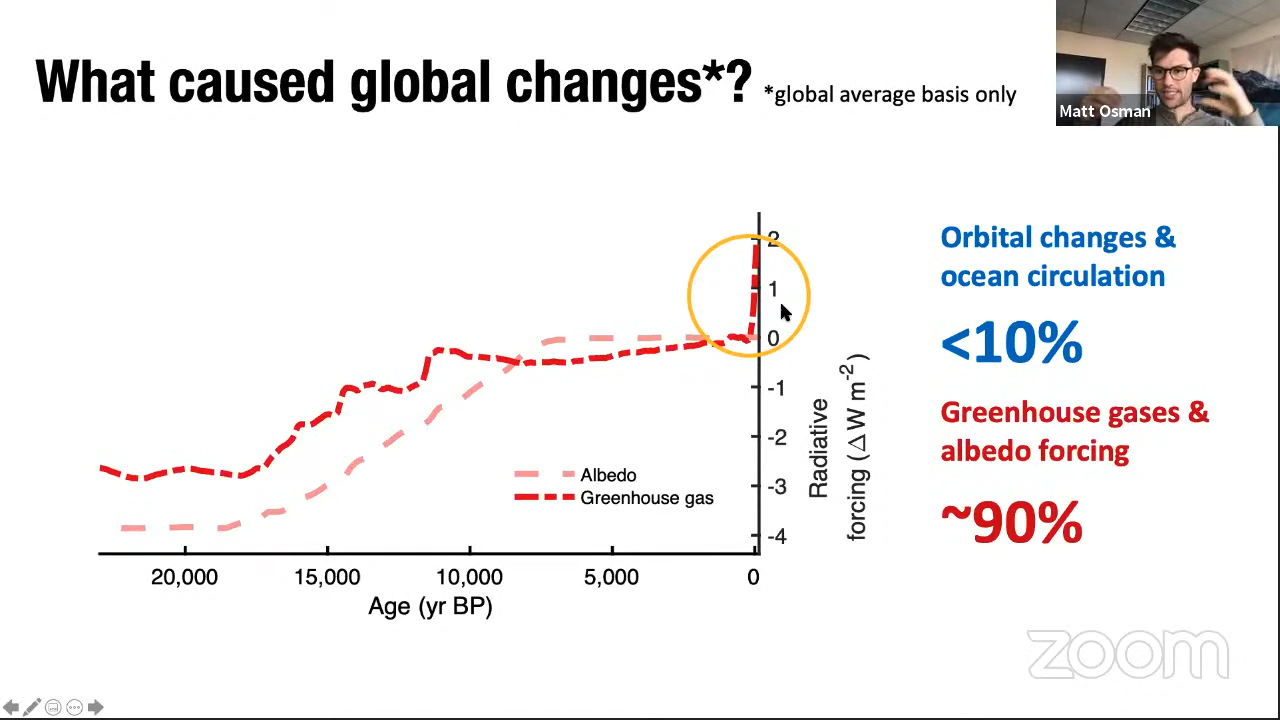 What caused global changes*? *global average basis only
Matt Osman
Orbital changes &
ocean circulation
<10%
Greenhouse gases &
albedo forcing
~90%
2
1
0
-1
-2
-3
-4
Radiative
forcing (△W m-2)
Albedo
Greenhouse gas
20,000 15,000 10,000 5,000 0
Age (yr BP)
zoom